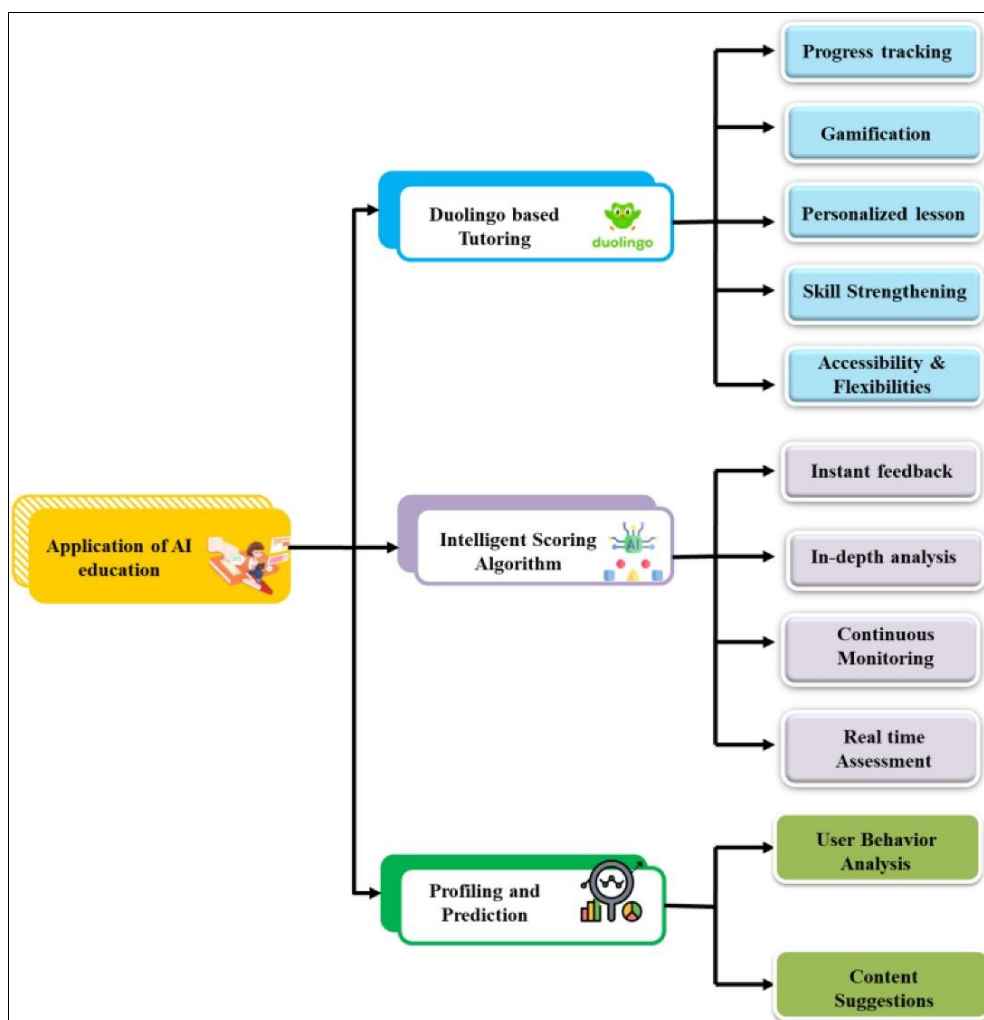 Progress tracking
Gamification
Duolingo based
Tutoring
duolingo
Personalized lesson
Skill Strengthening
Accessibility &
Flexibilities
Instant feedback
Application of AI
education
Intelligent Scoring
Algorithm
AI
In-depth analysis
Continuous
Monitoring
Real time
Assessment
User Behavior
Analysis
Profiling and
Prediction
Content
Suggestions